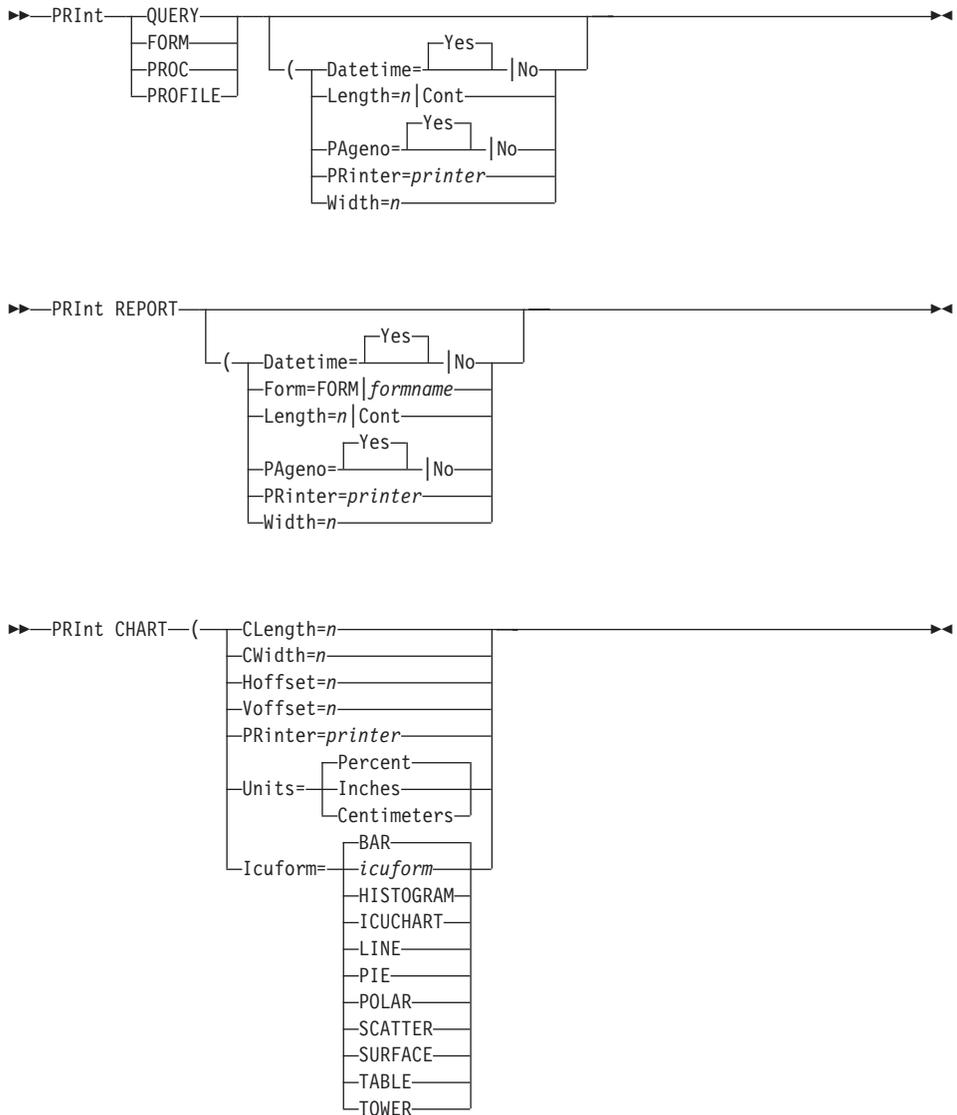 PRInt QUERY
FORM
PROC
PROFILE
( Datetime= Yes |No
Length=n|Cont
PAgeno= Yes |No
PRinter=printer
Width=n
PRInt REPORT
( Datetime= Yes |No
Form=FORM|formname
Length=n|Cont
PAgeno= Yes |No
PRinter=printer
Width=n
PRInt CHART ( CLength=n
CWidth=n
Hoffset=n
Voffset=n
PRinter=printer
Units= Percent
Inches
Centimeters
Icuform= BAR
icuform
HISTOGRAM
ICUCHART
LINE
PIE
POLAR
SCATTER
SURFACE
TABLE
TOWER